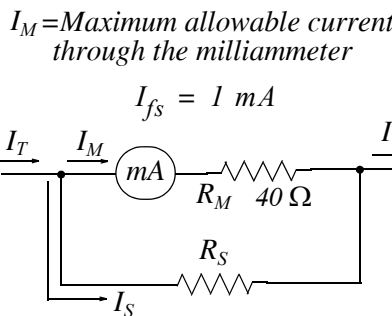 I_M =Maximum allowable current
through the milliammeter
I_fs = 1 mA
I_T I_M I
mA
R_M 40 Ω
R_S
I_S